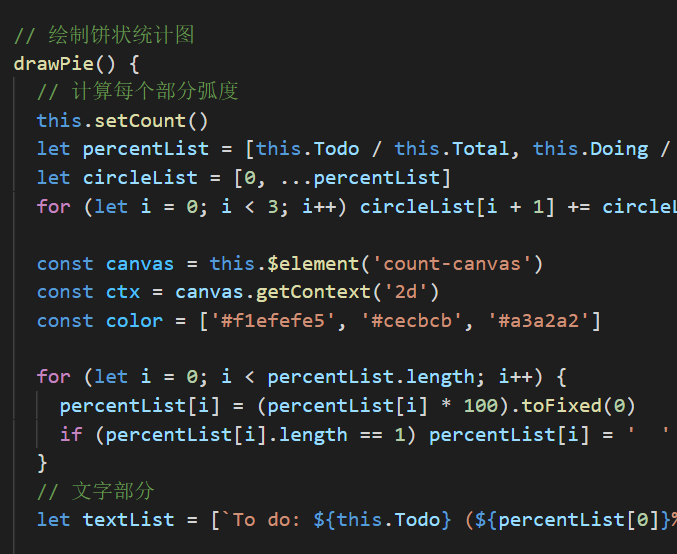 // 绘制饼状统计图
drawPie() {
// 计算每个部分弧度
this.setCount()
let percentList = [this.Todo / this.Total, this.Doing /
let circleList = [0, ...percentList]
for (let i = 0; i < 3; i++) circleList[i + 1] += circleL
const canvas = this.$element('count-canvas')
const ctx = canvas.getContext('2d')
const color = ['#f1efefe5', '#cecbcb', '#a3a2a2']
for (let i = 0; i < percentList.length; i++) {
percentList[i] = (percentList[i] * 100).toFixed(0)
if (percentList[i].length == 1) percentList[i] = '  '
}
// 文字部分
let textList = [`To do: ${this.Todo} (${percentList[0]}%